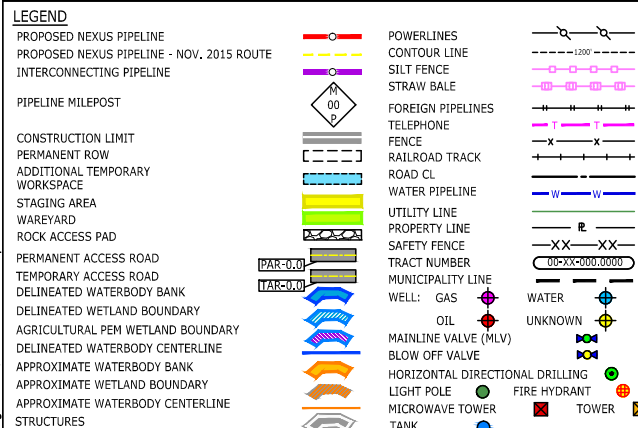 LEGEND
PROPOSED NEXUS PIPELINE
PROPOSED NEXUS PIPELINE - NOV. 2015 ROUTE
INTERCONNECTING PIPELINE
PIPELINE MILEPOST
M
00
P
CONSTRUCTION LIMIT
PERMANENT ROW
ADDITIONAL TEMPORARY
WORKSPACE
STAGING AREA
WAREYARD
ROCK ACCESS PAD
PERMANENT ACCESS ROAD
PAR-0.0
TEMPORARY ACCESS ROAD
TAR-0.0
DELINEATED WATERBODY BANK
DELINEATED WETLAND BOUNDARY
AGRICULTURAL PEM WETLAND BOUNDARY
DELINEATED WATERBODY CENTERLINE
APPROXIMATE WATERBODY BANK
APPROXIMATE WETLAND BOUNDARY
APPROXIMATE WATERBODY CENTERLINE
STRUCTURES
POWERLINES
CONTOUR LINE 1200'
SILT FENCE
STRAW BALE
FOREIGN PIPELINES
TELEPHONE T T
FENCE X X
RAILROAD TRACK
ROAD CL
WATER PIPELINE W W
UTILITY LINE
PROPERTY LINE ⅊
SAFETY FENCE XX XX
TRACT NUMBER 00-XX-000.0000
MUNICIPALITY LINE
WELL: GAS WATER
OIL UNKNOWN
MAINLINE VALVE (MLV)
BLOW OFF VALVE
HORIZONTAL DIRECTIONAL DRILLING
LIGHT POLE FIRE HYDRANT
MICROWAVE TOWER TOWER
TANK